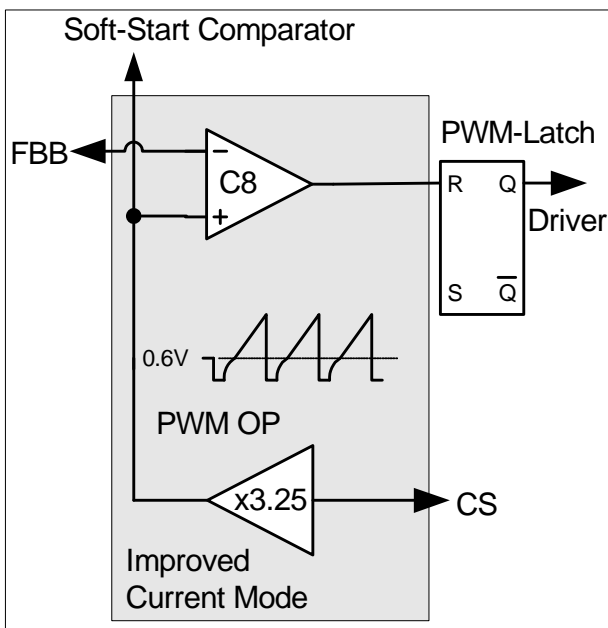 Soft-Start Comparator
FBB
PWM-Latch
−
C8
+
R Q
Driver
S Q̅
0.6V
PWM OP
x3.25
CS
Improved
Current Mode